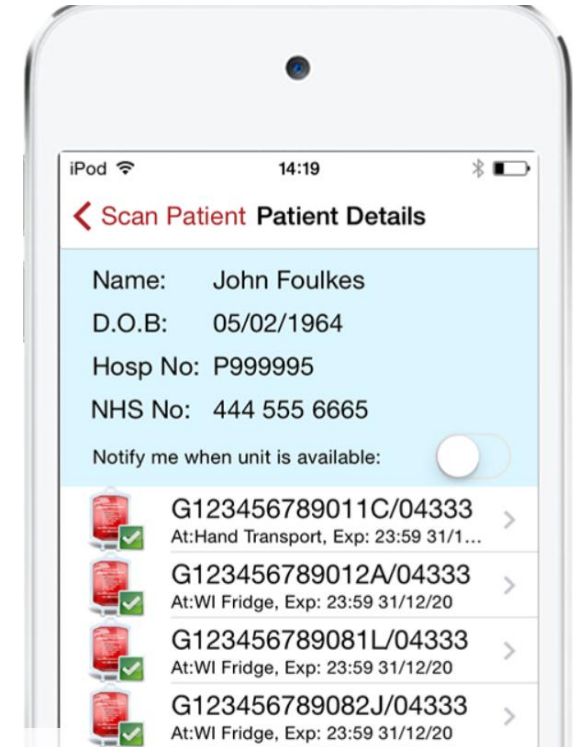 iPod 14:19
Scan Patient Patient Details
Name: John Foulkes
D.O.B: 05/02/1964
Hosp No: P999995
NHS No: 444 555 6665
Notify me when unit is available:
G123456789011C/04333
At:Hand Transport, Exp: 23:59 31/1...
G123456789012A/04333
At:WI Fridge, Exp: 23:59 31/12/20
G123456789081L/04333
At:WI Fridge, Exp: 23:59 31/12/20
G123456789082J/04333
At:WI Fridge, Exp: 23:59 31/12/20